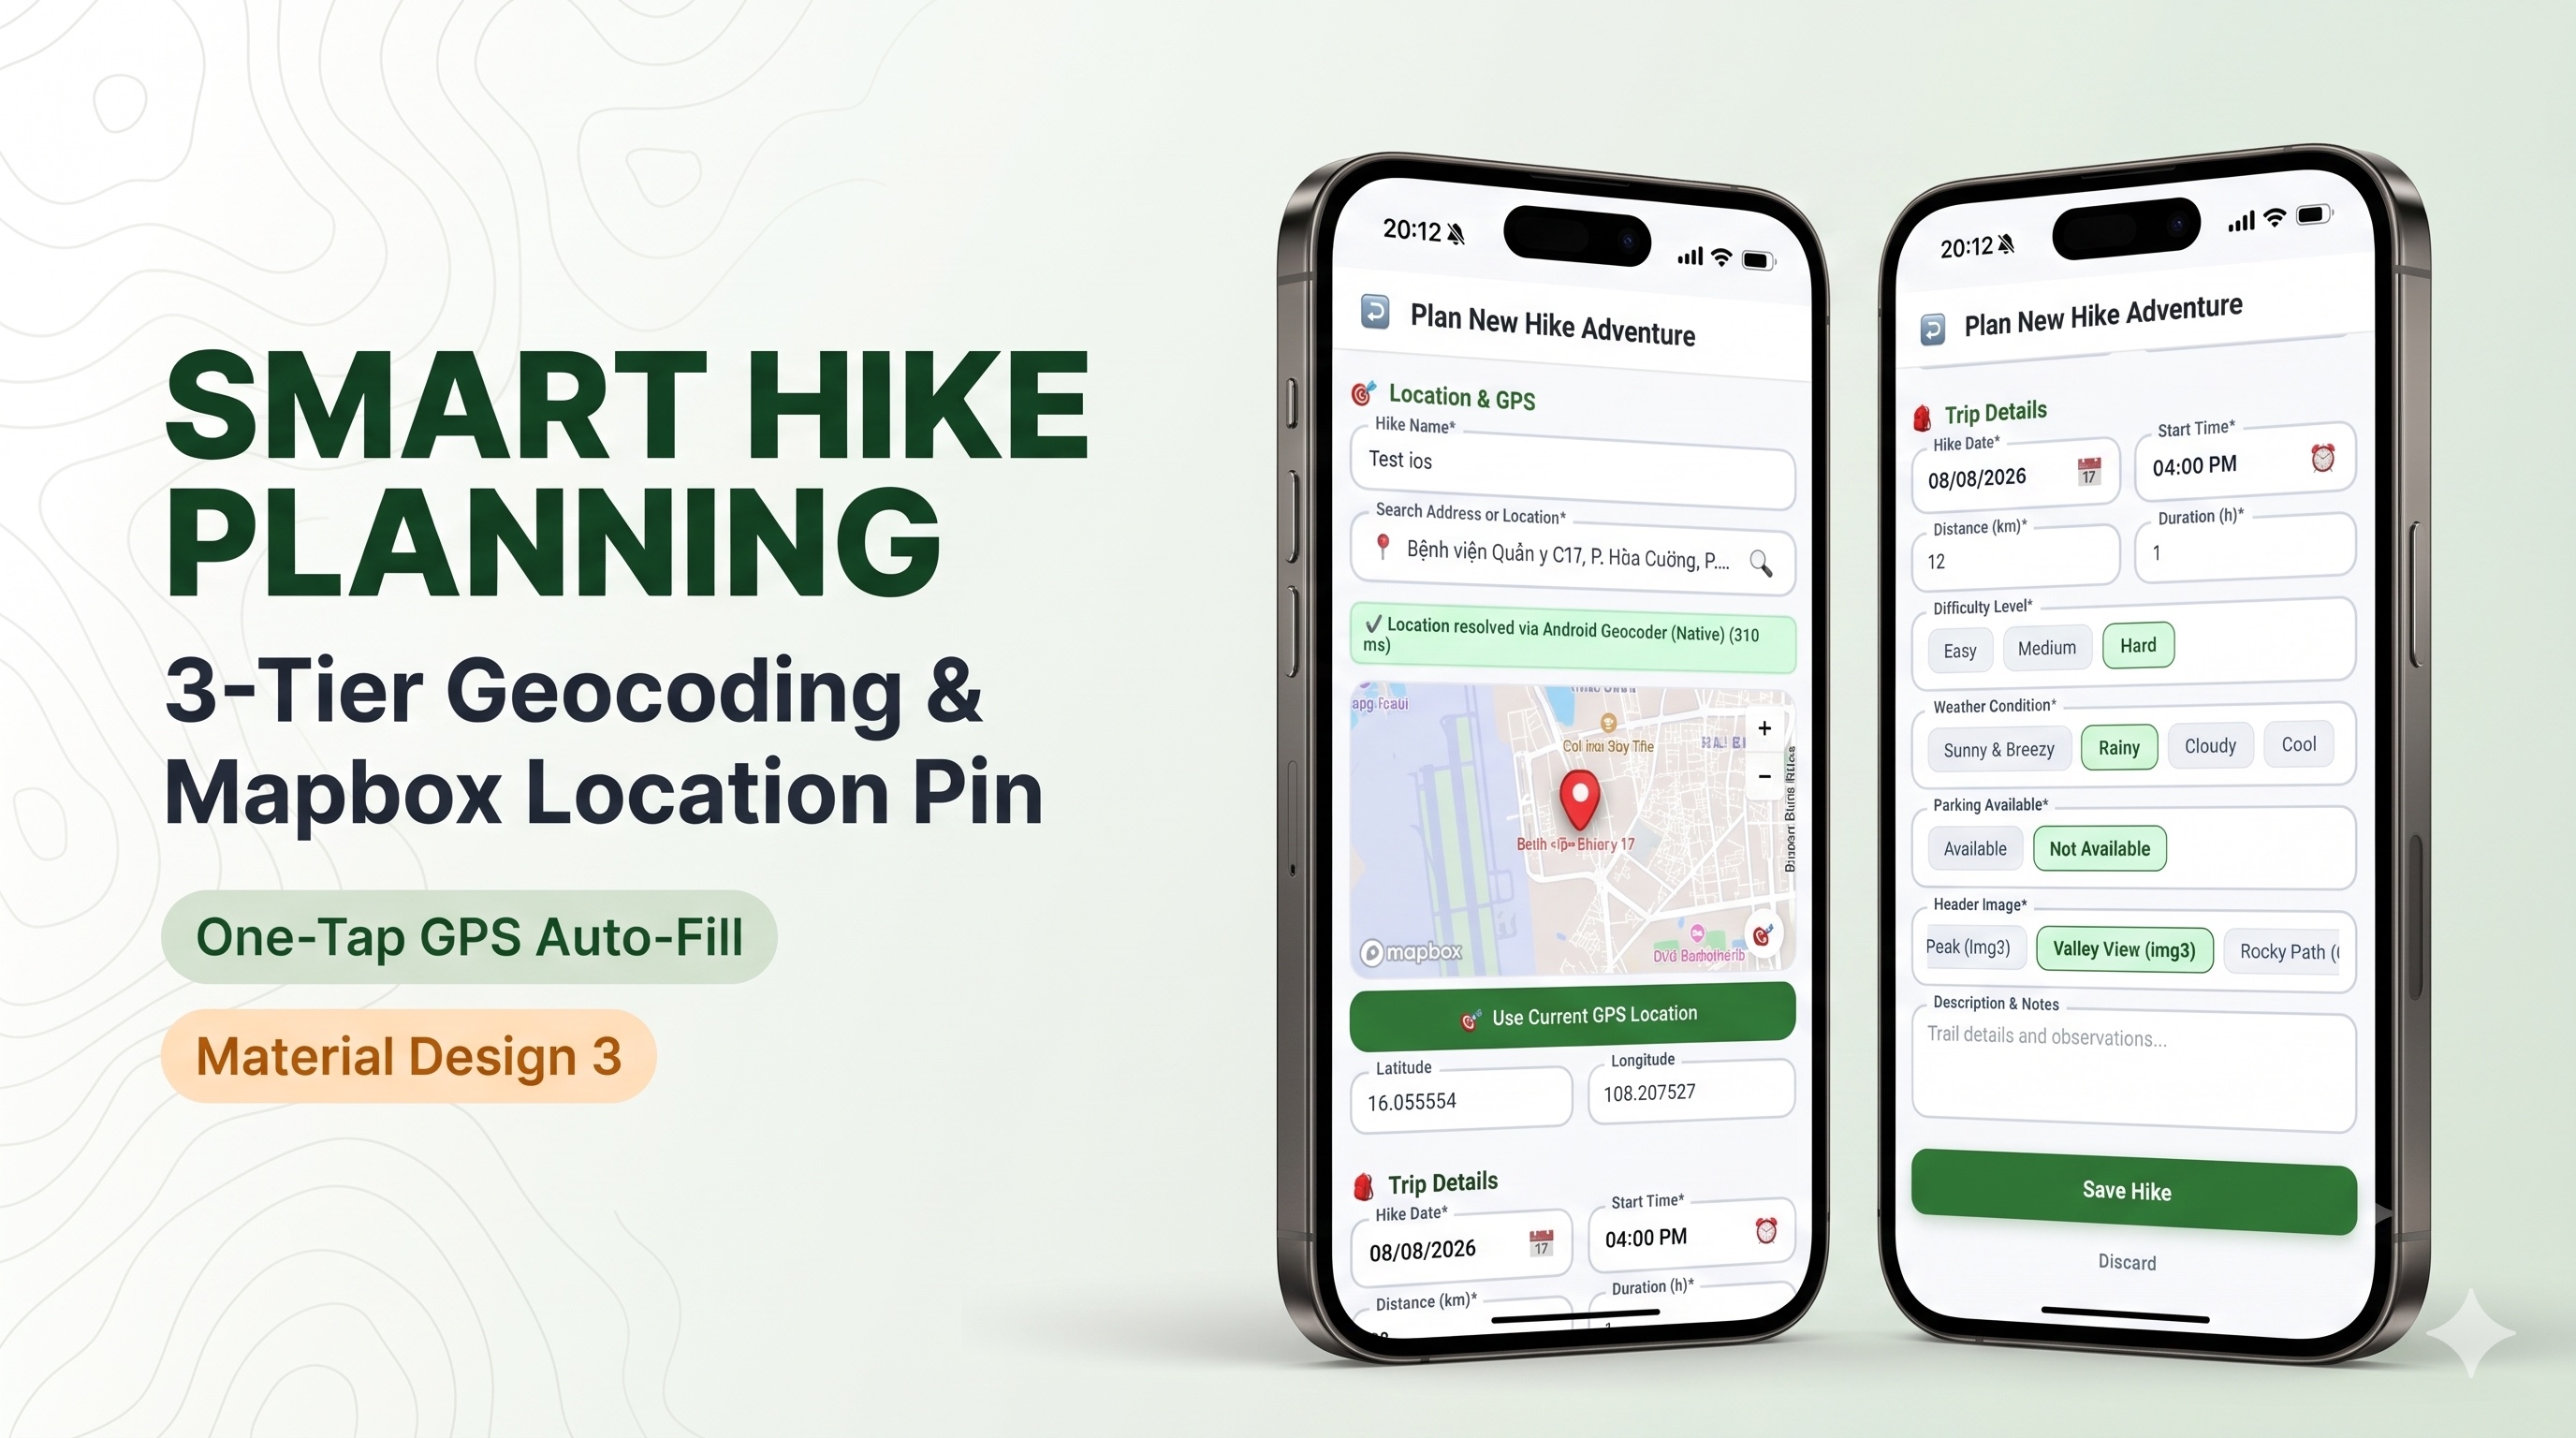 SMART HIKE
PLANNING
3-Tier Geocoding &
Mapbox Location Pin
One-Tap GPS Auto-Fill
Material Design 3
20:12
Plan New Hike Adventure
Location & GPS
Hike Name*
Test ios
Search Address or Location*
Bệnh viện Quẩn y C17, P. Hữa Cuờng, P....
✓ Location resolved via Android Geocoder (Native) (310
ms)
+
−
mapbox
Use Current GPS Location
Latitude
16.055554
Longitude
108.207527
Trip Details
Hike Date*
08/08/2026
17
Start Time*
04:00 PM
Distance (km)*
Duration (h)*
20:12
Plan New Hike Adventure
Trip Details
Hike Date*
08/08/2026
17
Start Time*
04:00 PM
Distance (km)*
12
Duration (h)*
1
Difficulty Level*
Easy Medium Hard
Weather Condition*
Sunny & Breezy Rainy Cloudy Cool
Parking Available*
Available Not Available
Header Image*
Peak (Img3) Valley View (img3) Rocky Path (
Description & Notes
Trail details and observations...
Save Hike
Discard